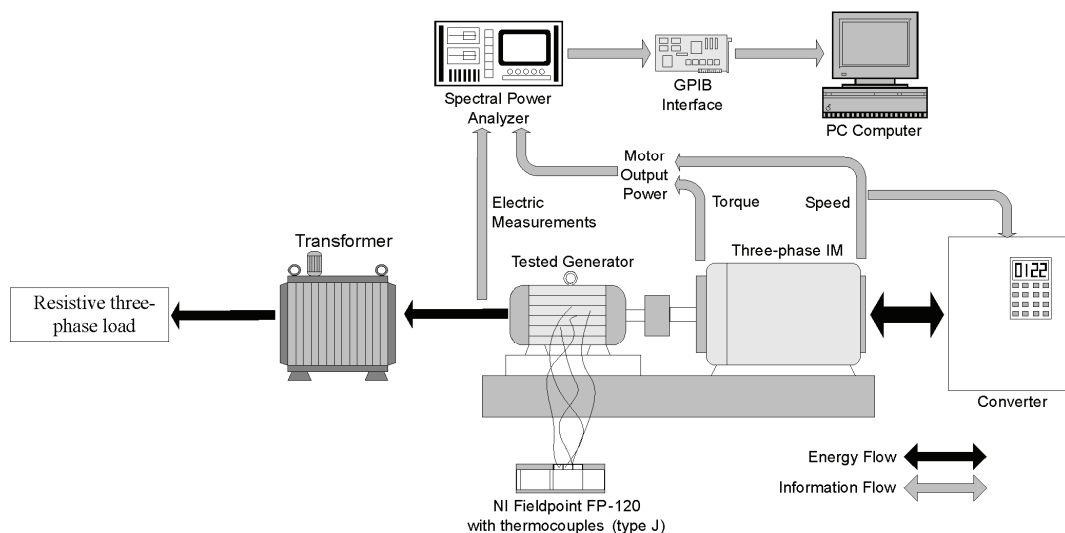 Spectral Power
Analyzer
GPIB
Interface
PC Computer
Motor
Output
Power
Electric
Measurements
Torque
Speed
Transformer
Tested Generator
Three-phase IM
0122
Resistive three-
phase load
Converter
Energy Flow
Information Flow
NI Fieldpoint FP-120
with thermocouples (type J)